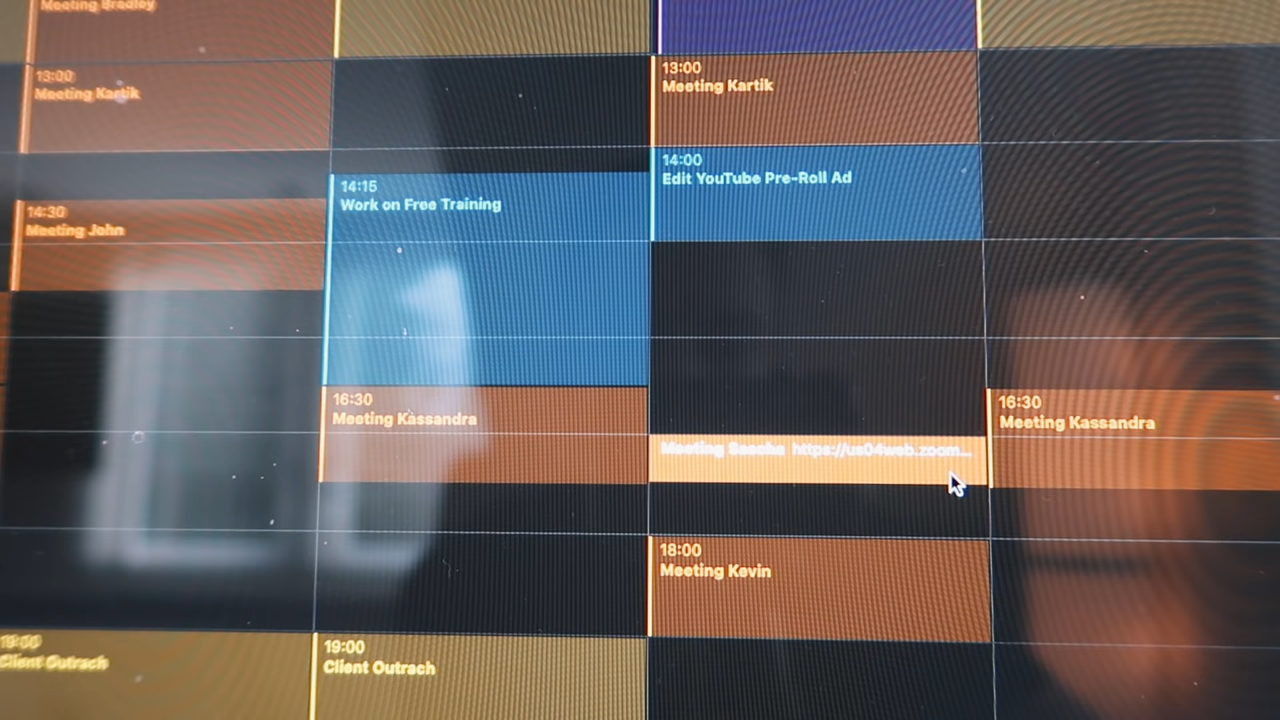 Meeting Bradley
13:00
Meeting Kartik
14:30
Meeting John
19:00
Client Outrach
14:15
Work on Free Training
16:30
Meeting Kassandra
19:00
Client Outrach
13:00
Meeting Kartik
14:00
Edit YouTube Pre-Roll Ad
Meeting Sascha https://us04web.zoom...
18:00
Meeting Kevin
16:30
Meeting Kassandra